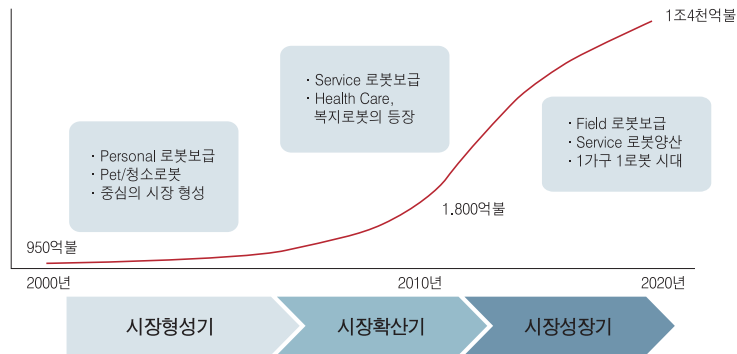 1조4천억불
· Service 로봇보급
· Health Care,
복지로봇의 등장
· Field 로봇보급
· Service 로봇양산
· 1가구 1로봇 시대
· Personal 로봇보급
· Pet/청소로봇
· 중심의 시장 형성
1.800억불
950억불
2000년
2010년
2020년
시장형성기
시장확산기
시장성장기